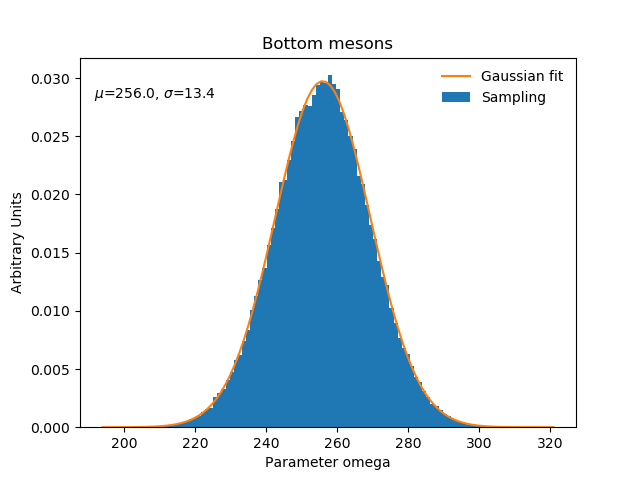 Bottom mesons
μ=256.0, σ=13.4
Gaussian fit
Sampling
Arbitrary Units
0.030
0.025
0.020
0.015
0.010
0.005
0.000
200 220 240 260 280 300 320
Parameter omega